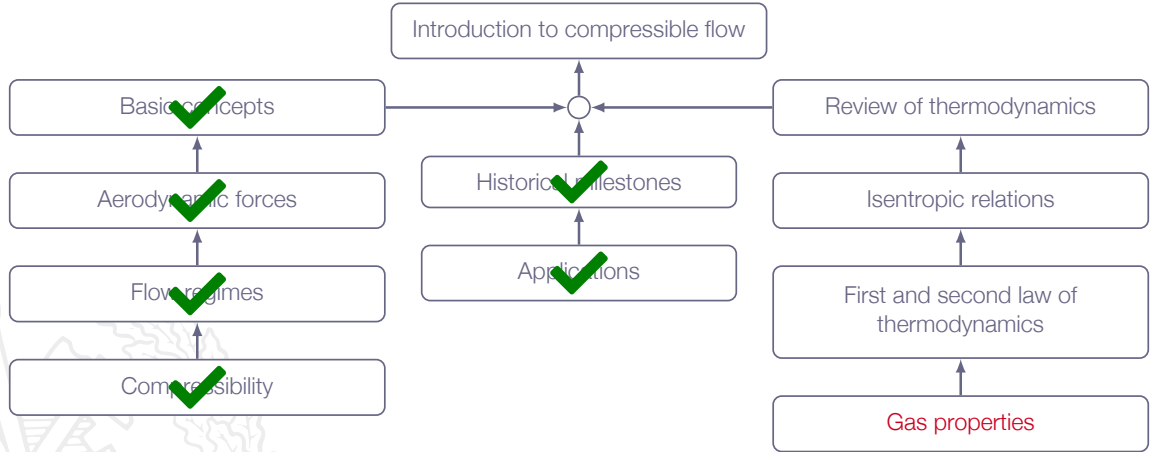 Introduction to compressible flow
Basic concepts
Review of thermodynamics
Historical milestones
Aerodynamic forces
Isentropic relations
Applications
Flow regimes
First and second law of
thermodynamics
Compressibility
Gas properties